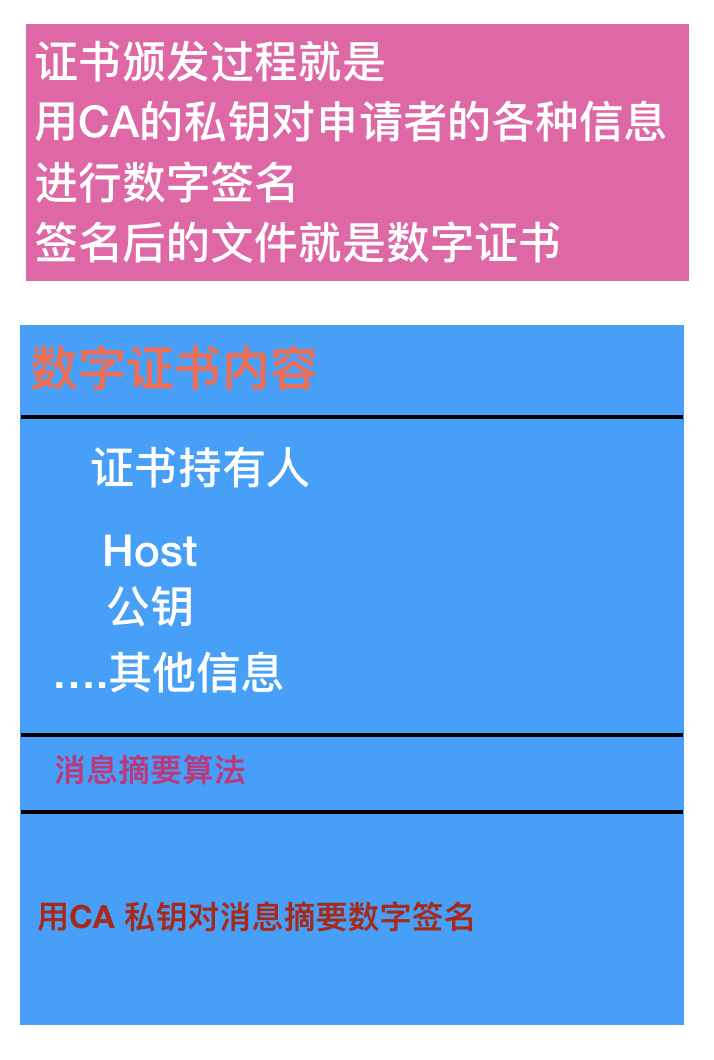 证书颁发过程就是
用CA的私钥对申请者的各种信息
进行数字签名
签名后的文件就是数字证书
数字证书内容
证书持有人
Host
公钥
....其他信息
消息摘要算法
用CA 私钥对消息摘要数字签名